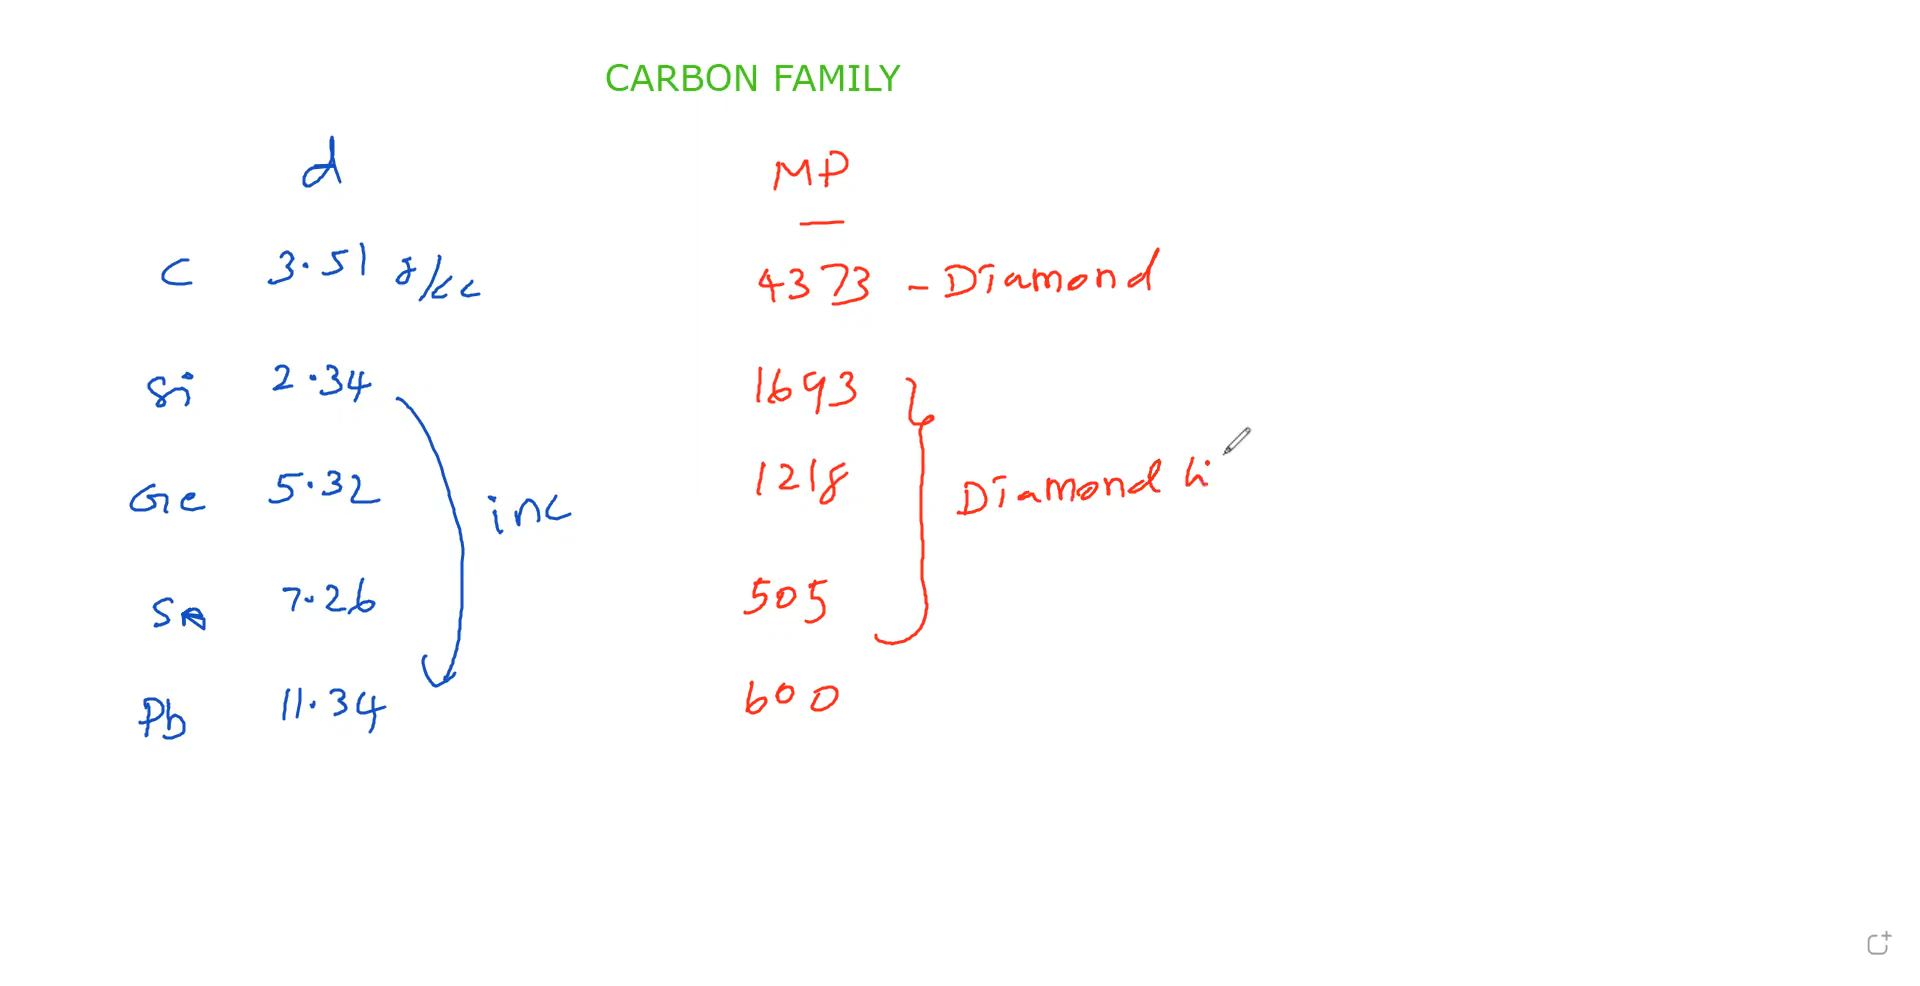 CARBON FAMILY
d MP
C 3.51 g/cc 4373 - Diamond
Si 2.34 1693
Ge 5.32 inc 1218 Diamond li
Sn 7.26 505
Pb 11.34 600